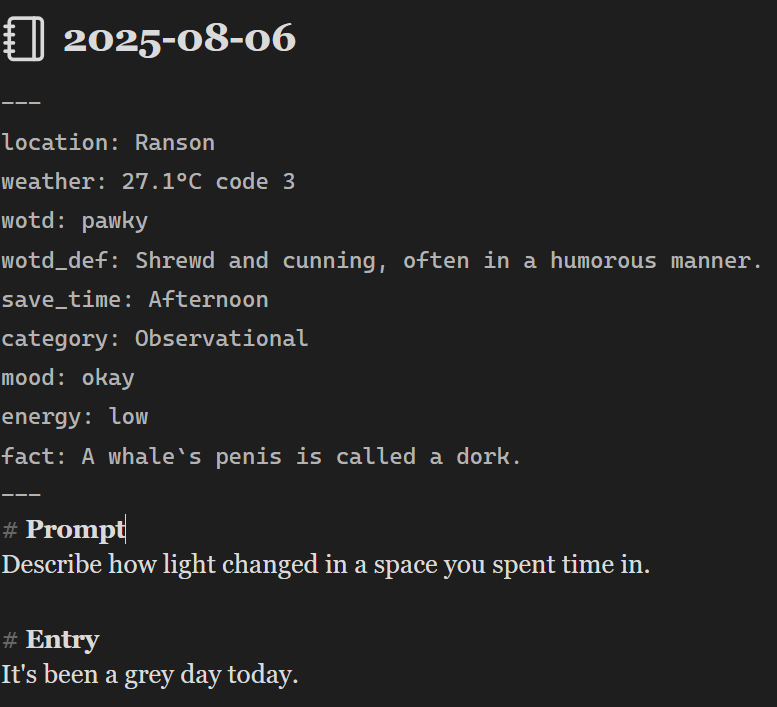 2025-08-06
---
location: Ranson
weather: 27.1°C code 3
wotd: pawky
wotd_def: Shrewd and cunning, often in a humorous manner.
save_time: Afternoon
category: Observational
mood: okay
energy: low
fact: A whale`s penis is called a dork.
---
# Prompt
Describe how light changed in a space you spent time in.
# Entry
It's been a grey day today.